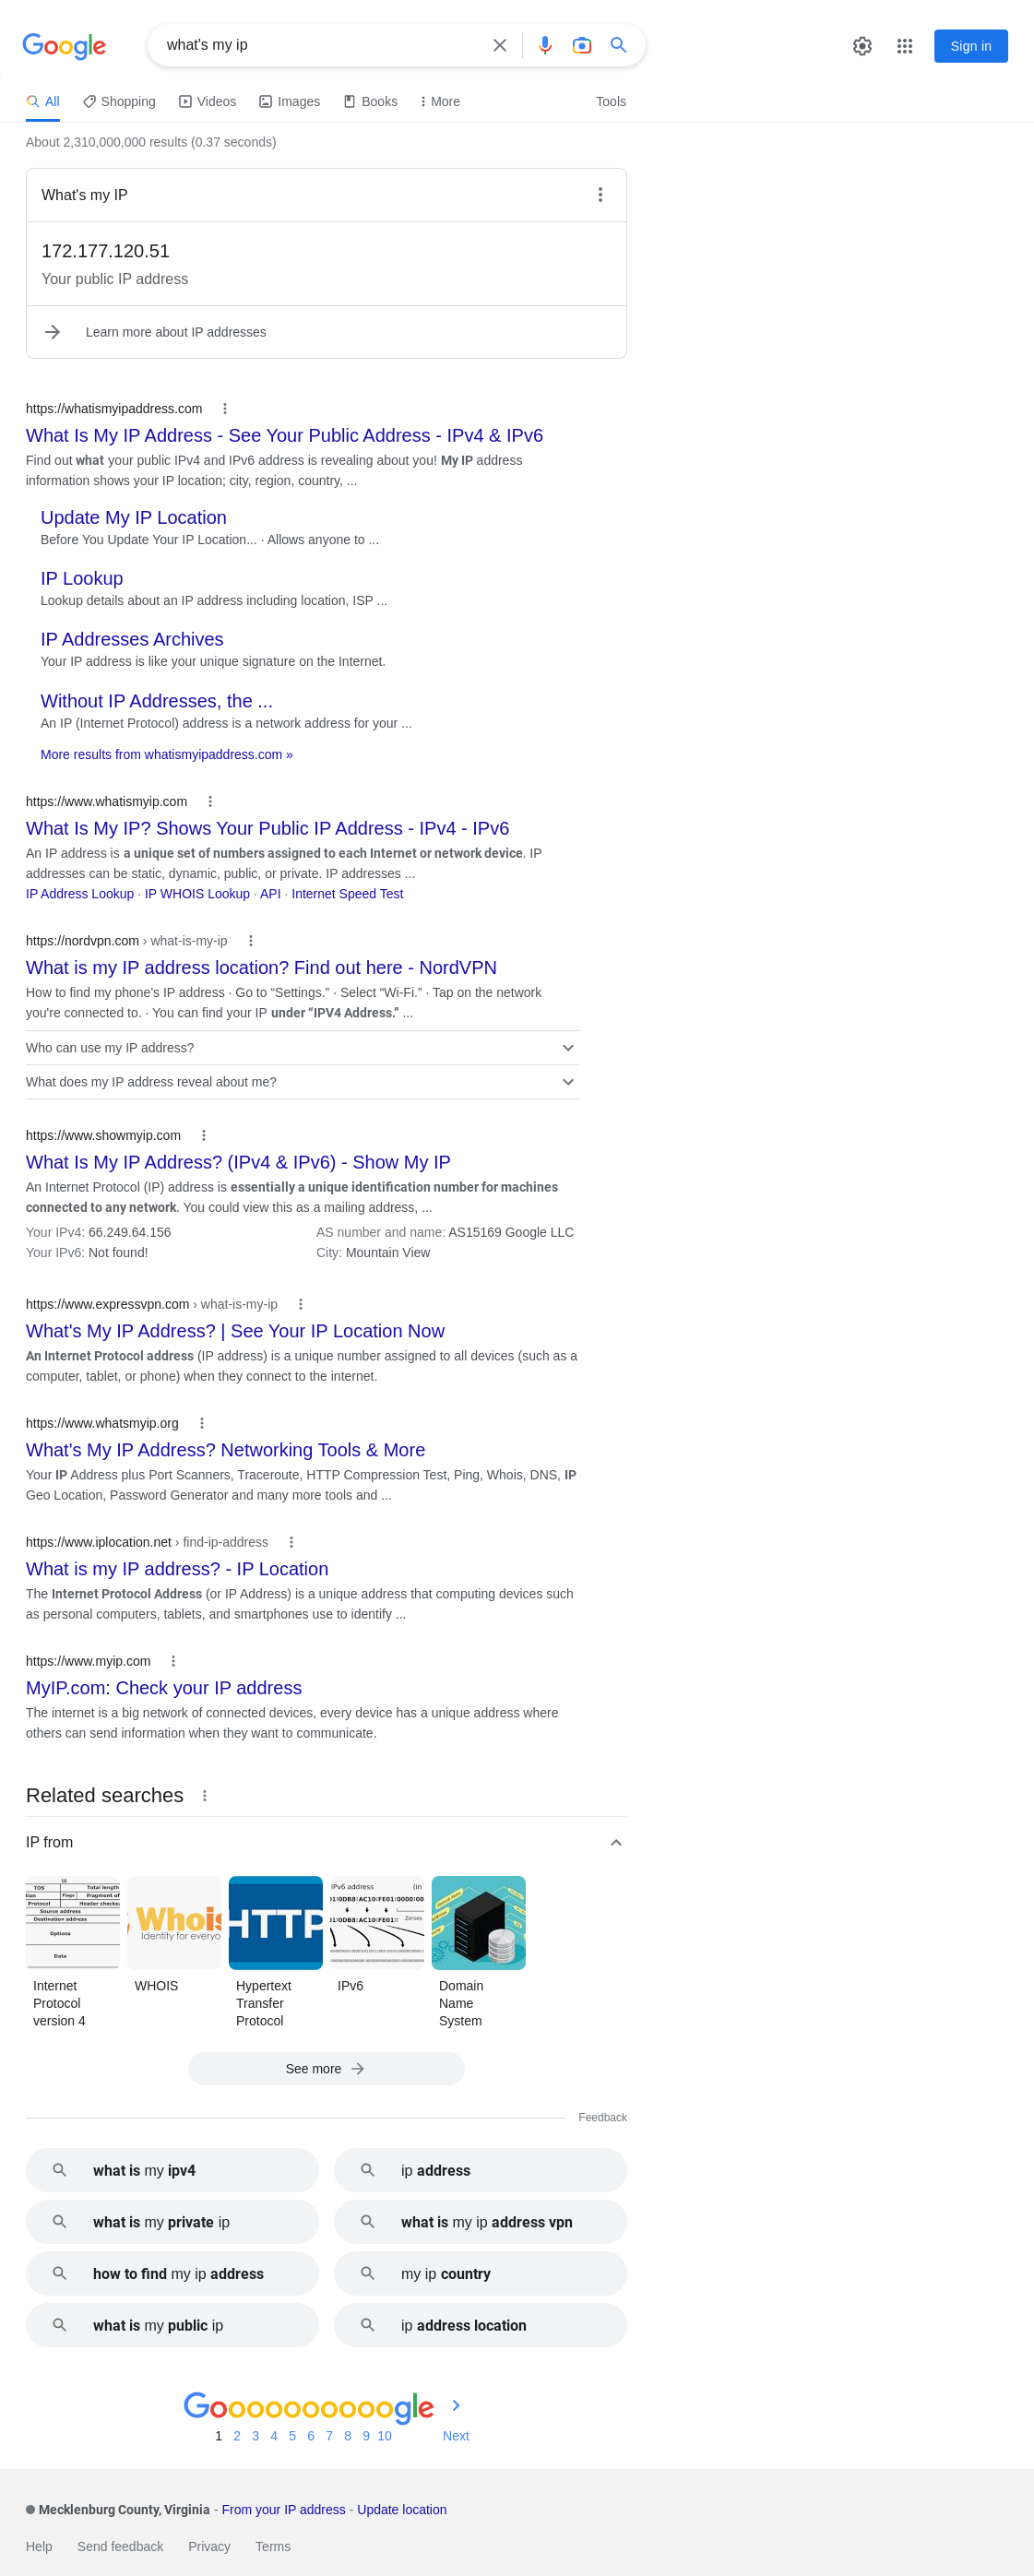 Google
what's my ip
Sign in
All Shopping Videos Images Books More Tools
About 2,310,000,000 results (0.37 seconds)
What's my IP
172.177.120.51
Your public IP address
Learn more about IP addresses
https://whatismyipaddress.com
What Is My IP Address - See Your Public Address - IPv4 & IPv6
Find out what your public IPv4 and IPv6 address is revealing about you! My IP address
information shows your IP location; city, region, country, ...
Update My IP Location
Before You Update Your IP Location... · Allows anyone to ...
IP Lookup
Lookup details about an IP address including location, ISP ...
IP Addresses Archives
Your IP address is like your unique signature on the Internet.
Without IP Addresses, the ...
An IP (Internet Protocol) address is a network address for your ...
More results from whatismyipaddress.com »
https://www.whatismyip.com
What Is My IP? Shows Your Public IP Address - IPv4 - IPv6
An IP address is a unique set of numbers assigned to each Internet or network device. IP
addresses can be static, dynamic, public, or private. IP addresses ...
IP Address Lookup · IP WHOIS Lookup · API · Internet Speed Test
https://nordvpn.com › what-is-my-ip
What is my IP address location? Find out here - NordVPN
How to find my phone's IP address · Go to “Settings.” · Select “Wi-Fi.” · Tap on the network
you're connected to. · You can find your IP under “IPV4 Address.” ...
Who can use my IP address?
What does my IP address reveal about me?
https://www.showmyip.com
What Is My IP Address? (IPv4 & IPv6) - Show My IP
An Internet Protocol (IP) address is essentially a unique identification number for machines
connected to any network. You could view this as a mailing address, ...
Your IPv4: 66.249.64.156 AS number and name: AS15169 Google LLC
Your IPv6: Not found! City: Mountain View
https://www.expressvpn.com › what-is-my-ip
What's My IP Address? | See Your IP Location Now
An Internet Protocol address (IP address) is a unique number assigned to all devices (such as a
computer, tablet, or phone) when they connect to the internet.
https://www.whatsmyip.org
What's My IP Address? Networking Tools & More
Your IP Address plus Port Scanners, Traceroute, HTTP Compression Test, Ping, Whois, DNS, IP
Geo Location, Password Generator and many more tools and ...
https://www.iplocation.net › find-ip-address
What is my IP address? - IP Location
The Internet Protocol Address (or IP Address) is a unique address that computing devices such
as personal computers, tablets, and smartphones use to identify ...
https://www.myip.com
MyIP.com: Check your IP address
The internet is a big network of connected devices, every device has a unique address where
others can send information when they want to communicate.
Related searches
IP from
TOS Total length
Flags Fragment of
Protocol Header checksu
Source address
Destination address
Options
Data
Whois
Identity for everyo
HTTP
IPv6 address (in
Zeroes
Internet
Protocol
version 4
WHOIS
Hypertext
Transfer
Protocol
IPv6
Domain
Name
System
See more
Feedback
what is my ipv4
ip address
what is my private ip
what is my ip address vpn
how to find my ip address
my ip country
what is my public ip
ip address location
Goooooooooogle
1 2 3 4 5 6 7 8 9 10 Next
Mecklenburg County, Virginia - From your IP address - Update location
Help Send feedback Privacy Terms